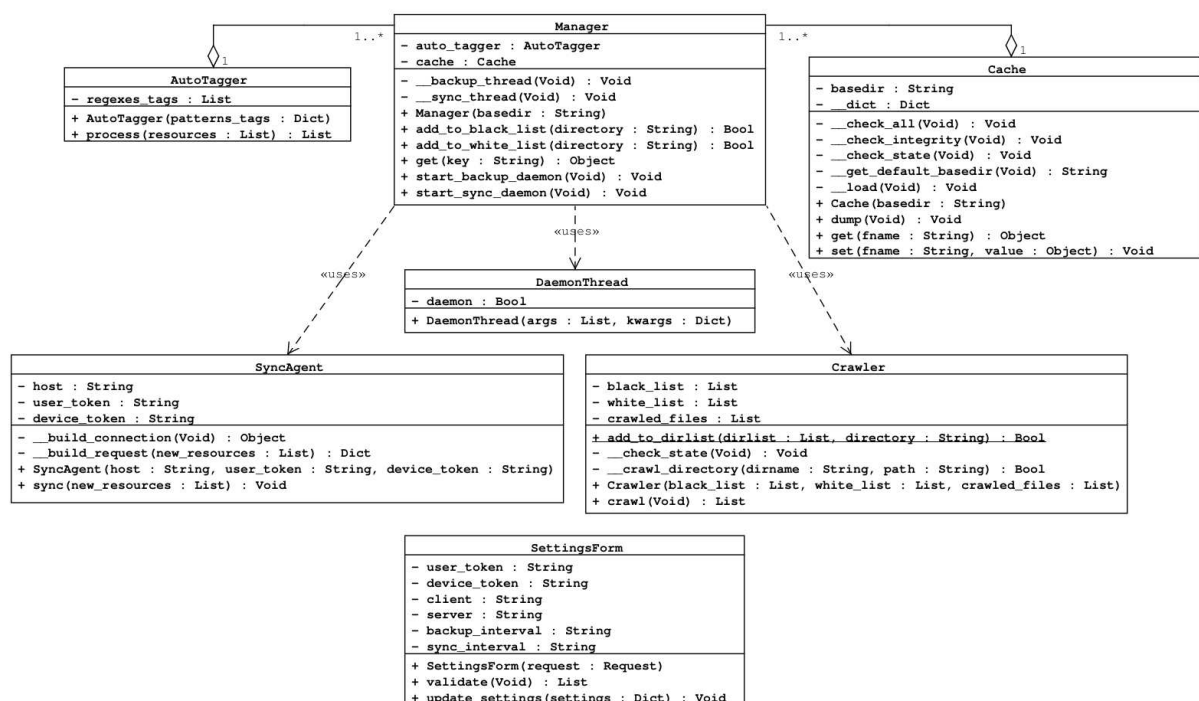 Manager
- auto_tagger : AutoTagger
- cache : Cache
- __backup_thread(Void) : Void
- __sync_thread(Void) : Void
+ Manager(basedir : String)
+ add_to_black_list(directory : String) : Bool
+ add_to_white_list(directory : String) : Bool
+ get(key : String) : Object
+ start_backup_daemon(Void) : Void
+ start_sync_daemon(Void) : Void
1..*
1
1..*
1
AutoTagger
- regexes_tags : List
+ AutoTagger(patterns_tags : Dict)
+ process(resources : List) : List
Cache
- basedir : String
- __dict : Dict
- __check_all(Void) : Void
- __check_integrity(Void) : Void
- __check_state(Void) : Void
- __get_default_basedir(Void) : String
- __load(Void) : Void
+ Cache(basedir : String)
+ dump(Void) : Void
+ get(fname : String) : Object
+ set(fname : String, value : Object) : Void
«uses»
«uses»
«uses»
DaemonThread
- daemon : Bool
+ DaemonThread(args : List, kwargs : Dict)
SyncAgent
- host : String
- user_token : String
- device_token : String
- __build_connection(Void) : Object
- __build_request(new_resources : List) : Dict
+ SyncAgent(host : String, user_token : String, device_token : String)
+ sync(new_resources : List) : Void
Crawler
- black_list : List
- white_list : List
- crawled_files : List
+ add_to_dirlist(dirlist : List, directory : String) : Bool
- __check_state(Void) : Void
- __crawl_directory(dirname : String, path : String) : Bool
+ Crawler(black_list : List, white_list : List, crawled_files : List)
+ crawl(Void) : List
SettingsForm
- user_token : String
- device_token : String
- client : String
- server : String
- backup_interval : String
- sync_interval : String
+ SettingsForm(request : Request)
+ validate(Void) : List
+ update_settings(settings : Dict) : Void